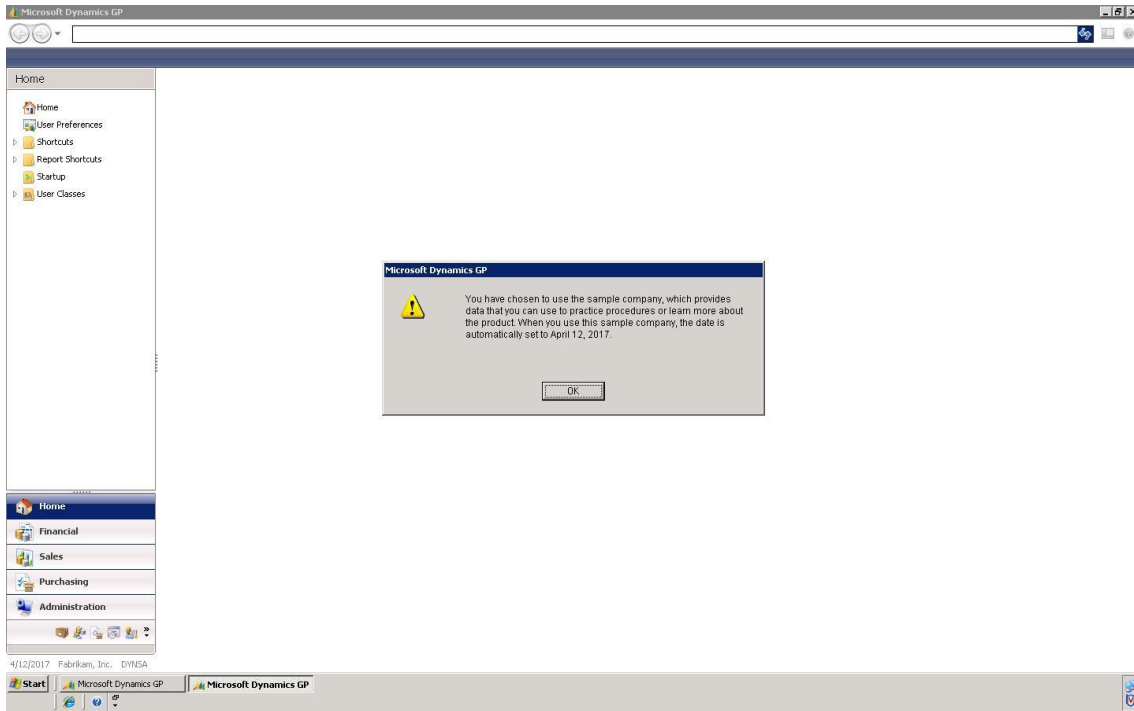 Microsoft Dynamics GP
Home
Home
User Preferences
Shortcuts
Report Shortcuts
Startup
User Classes
Microsoft Dynamics GP
You have chosen to use the sample company, which provides
data that you can use to practice procedures or learn more about
the product. When you use this sample company, the date is
automatically set to April 12, 2017.
OK
Home
Financial
Sales
Purchasing
Administration
4/12/2017 Fabrikam, Inc. DYNSA
Start Microsoft Dynamics GP Microsoft Dynamics GP